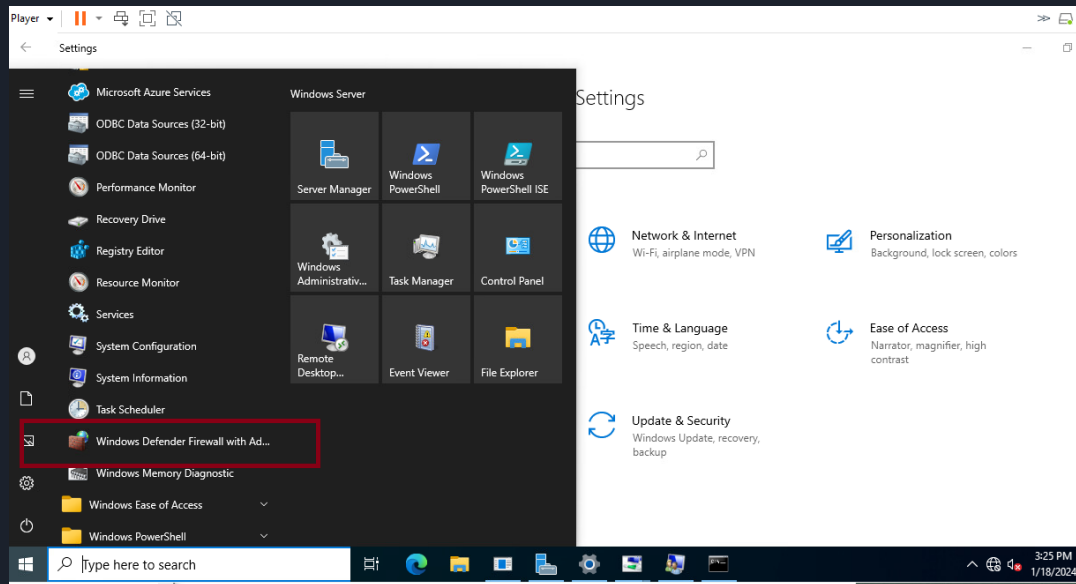 Player
Settings
Microsoft Azure Services
ODBC Data Sources (32-bit)
ODBC Data Sources (64-bit)
Performance Monitor
Recovery Drive
Registry Editor
Resource Monitor
Services
System Configuration
System Information
Task Scheduler
Windows Defender Firewall with Ad...
Windows Memory Diagnostic
Windows Ease of Access
Windows PowerShell
Windows Server
Server Manager
Windows
PowerShell
Windows
PowerShell ISE
Windows
Administrativ...
Task Manager
Control Panel
Remote
Desktop...
Event Viewer
File Explorer
Settings
Network & Internet
Wi-Fi, airplane mode, VPN
Personalization
Background, lock screen, colors
Time & Language
Speech, region, date
Ease of Access
Narrator, magnifier, high
contrast
Update & Security
Windows Update, recovery,
backup
Type here to search
3:25 PM
1/18/2024